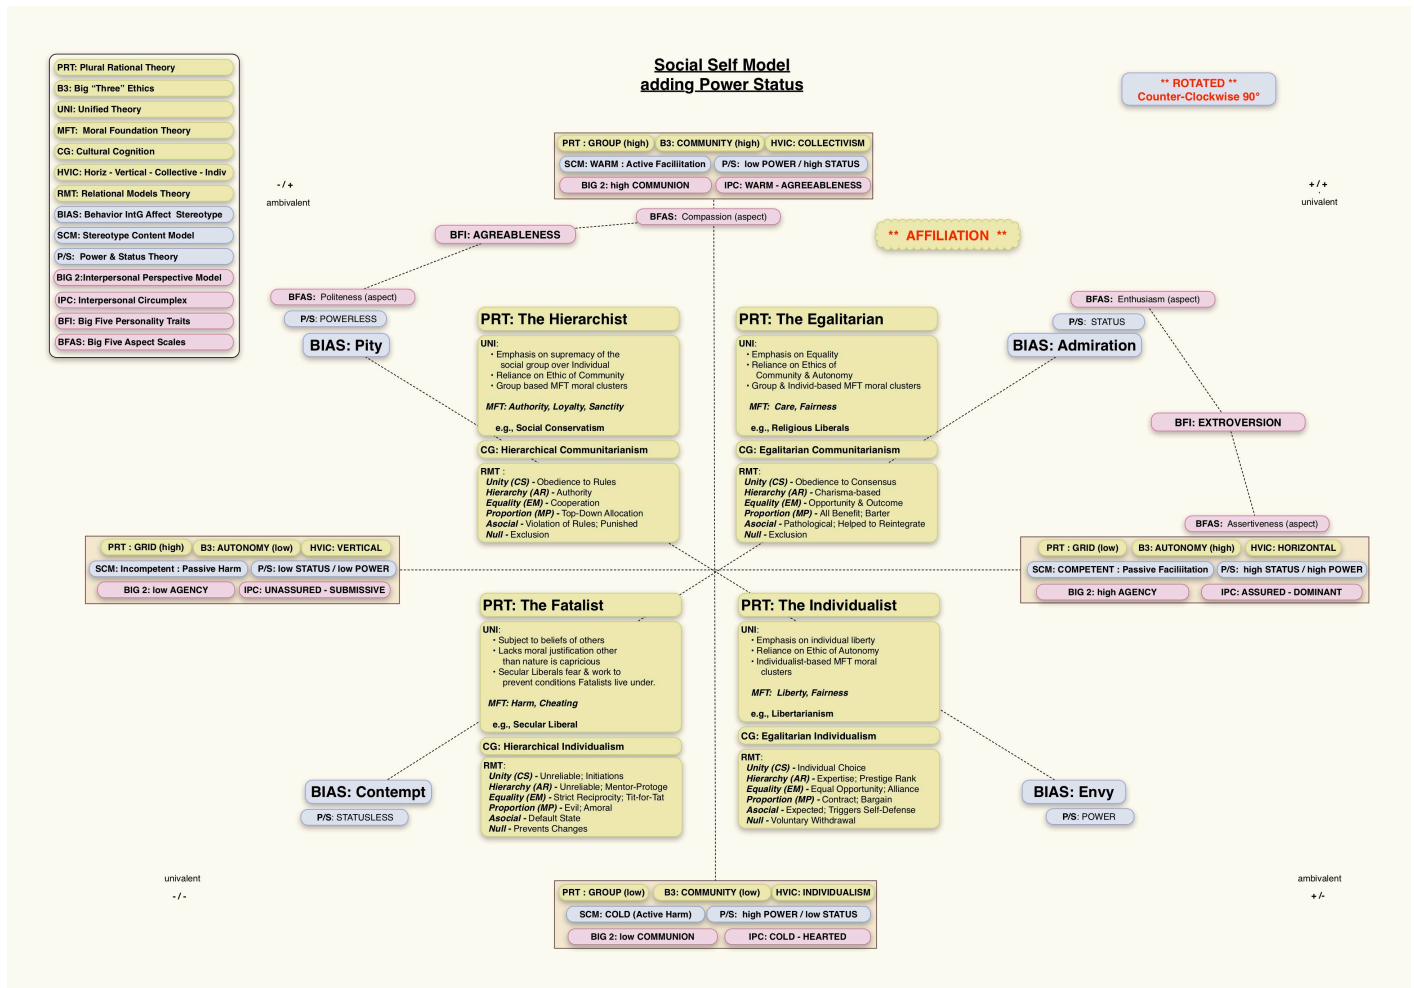 Social Self Model
adding Power Status
** ROTATED **
Counter-Clockwise 90°
PRT: Plural Rational Theory
B3: Big “Three” Ethics
UNI: Unified Theory
MFT: Moral Foundation Theory
CG: Cultural Cognition
HVIC: Horiz - Vertical - Collective - Indiv
RMT: Relational Models Theory
BIAS: Behavior IntG Affect Stereotype
SCM: Stereotype Content Model
P/S: Power & Status Theory
BIG 2:Interpersonal Perspective Model
IPC: Interpersonal Circumplex
BFI: Big Five Personality Traits
BFAS: Big Five Aspect Scales
PRT : GROUP (high) B3: COMMUNITY (high) HVIC: COLLECTIVISM
SCM: WARM : Active Faciliitation P/S: low POWER / high STATUS
BIG 2: high COMMUNION IPC: WARM - AGREEABLENESS
- / +
ambivalent
+ / +
univalent
BFAS: Compassion (aspect)
BFI: AGREABLENESS
** AFFILIATION **
BFAS: Politeness (aspect)
P/S: POWERLESS
BIAS: Pity
BFAS: Enthusiasm (aspect)
P/S: STATUS
BIAS: Admiration
BFI: EXTROVERSION
BFAS: Assertiveness (aspect)
PRT: The Hierarchist
UNI:
• Emphasis on supremacy of the
social group over Individual
• Reliance on Ethic of Community
• Group based MFT moral clusters
MFT: Authority, Loyalty, Sanctity
e.g., Social Conservatism
CG: Hierarchical Communitarianism
RMT :
Unity (CS) - Obedience to Rules
Hierarchy (AR) - Authority
Equality (EM) - Cooperation
Proportion (MP) - Top-Down Allocation
Asocial - Violation of Rules; Punished
Null - Exclusion
PRT: The Egalitarian
UNI:
• Emphasis on Equality
• Reliance on Ethics of
Community & Autonomy
• Group & Individ-based MFT moral clusters
MFT: Care, Fairness
e.g., Religious Liberals
CG: Egalitarian Communitarianism
RMT:
Unity (CS) - Obedience to Consensus
Hierarchy (AR) - Charisma-based
Equality (EM) - Opportunity & Outcome
Proportion (MP) - All Benefit; Barter
Asocial - Pathological; Helped to Reintegrate
Null - Exclusion
PRT : GRID (high) B3: AUTONOMY (low) HVIC: VERTICAL
SCM: Incompetent : Passive Harm P/S: low STATUS / low POWER
BIG 2: low AGENCY IPC: UNASSURED - SUBMISSIVE
PRT : GRID (low) B3: AUTONOMY (high) HVIC: HORIZONTAL
SCM: COMPETENT : Passive Faciliitation P/S: high STATUS / high POWER
BIG 2: high AGENCY IPC: ASSURED - DOMINANT
PRT: The Fatalist
UNI:
• Subject to beliefs of others
• Lacks moral justification other
than nature is capricious
• Secular Liberals fear & work to
prevent conditions Fatalists live under.
MFT: Harm, Cheating
e.g., Secular Liberal
CG: Hierarchical Individualism
RMT:
Unity (CS) - Unreliable; Initiations
Hierarchy (AR) - Unreliable; Mentor-Protoge
Equality (EM) - Strict Reciprocity; Tit-for-Tat
Proportion (MP) - Evil; Amoral
Asocial - Default State
Null - Prevents Changes
PRT: The Individualist
UNI:
• Emphasis on individual liberty
• Reliance on Ethic of Autonomy
• Individualist-based MFT moral
clusters
MFT: Liberty, Fairness
e.g., Libertarianism
CG: Egalitarian Individualism
RMT:
Unity (CS) - Individual Choice
Hierarchy (AR) - Expertise; Prestige Rank
Equality (EM) - Equal Opportunity; Alliance
Proportion (MP) - Contract; Bargain
Asocial - Expected; Triggers Self-Defense
Null - Voluntary Withdrawal
BIAS: Contempt
P/S: STATUSLESS
BIAS: Envy
P/S: POWER
univalent
- / -
ambivalent
+ /-
PRT : GROUP (low) B3: COMMUNITY (low) HVIC: INDIVIDUALISM
SCM: COLD (Active Harm) P/S: high POWER / low STATUS
BIG 2: low COMMUNION IPC: COLD - HEARTED